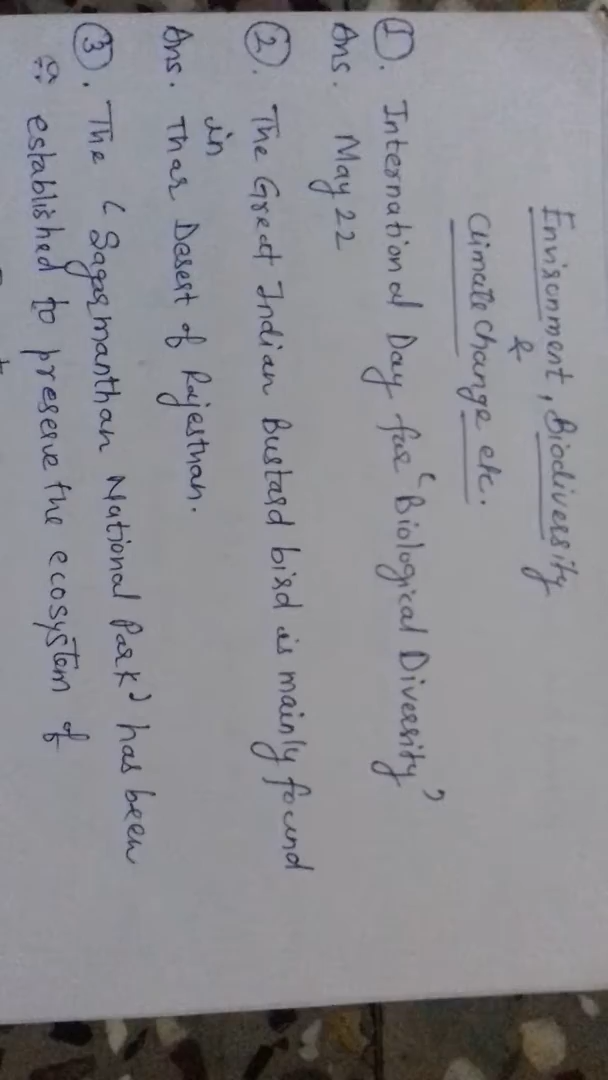 Environment, Biodiversity
&
Climate Change etc.
①. International Day for "Biological Diversity"
Ans. May 22
②. The Great Indian Bustard bird is mainly found
in
Ans. Thar Desert of Rajesthan.
③. The 'Sagarmanthan National Park' has been
established to preserve the ecosystem of